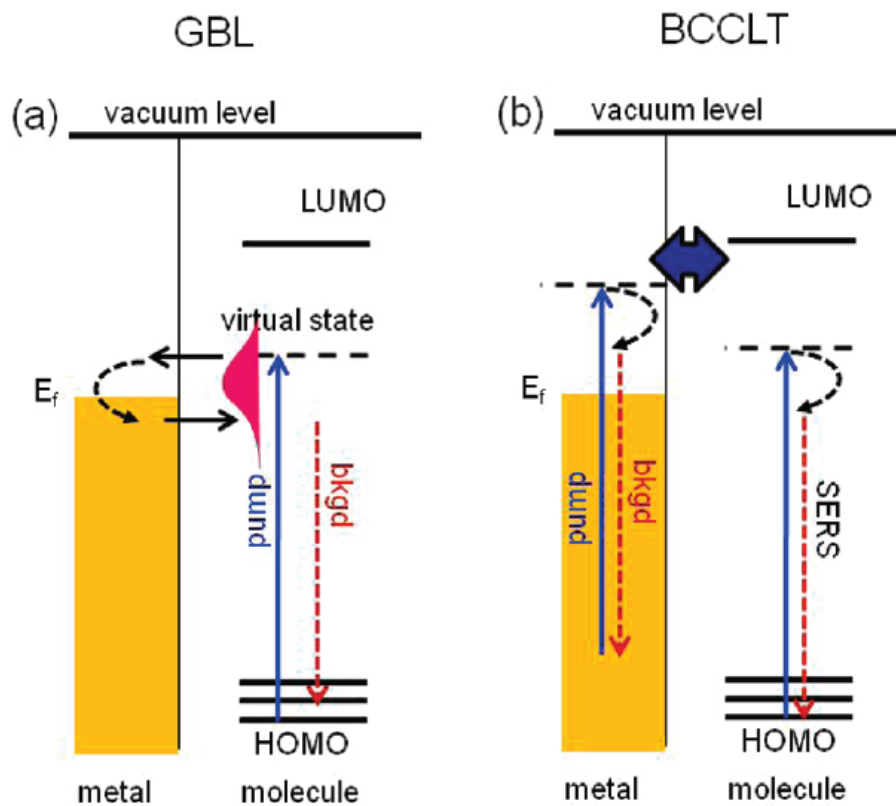 GBL
BCCLT
(a)
vacuum level
LUMO
virtual state
Ef
pump
bkgd
HOMO
metal
molecule
(b)
vacuum level
LUMO
Ef
pump
bkgd
SERS
HOMO
metal
molecule